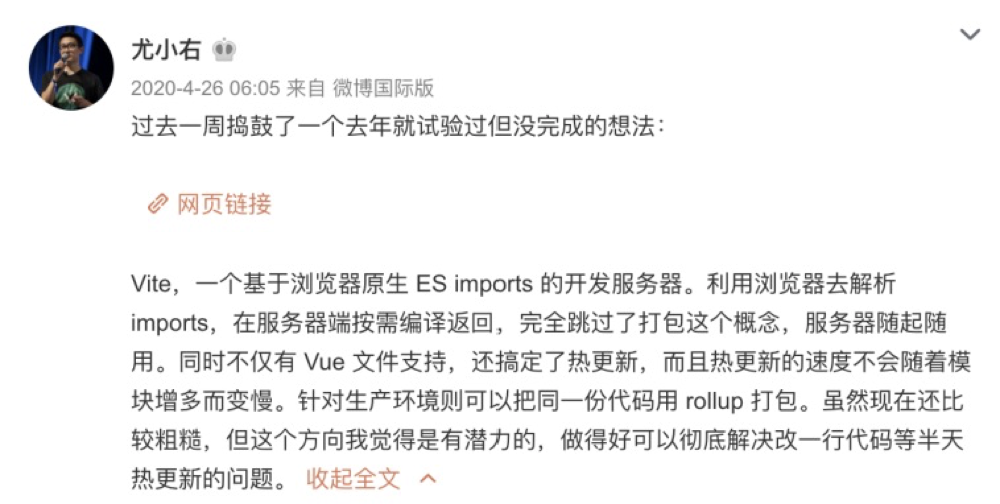 尤小右
2020-4-26 06:05 来自 微博国际版
过去一周捣鼓了一个去年就试验过但没完成的想法：
网页链接
Vite，一个基于浏览器原生 ES imports 的开发服务器。利用浏览器去解析
imports，在服务器端按需编译返回，完全跳过了打包这个概念，服务器随起随
用。同时不仅有 Vue 文件支持，还搞定了热更新，而且热更新的速度不会随着模
块增多而变慢。针对生产环境则可以把同一份代码用 rollup 打包。虽然现在还比
较粗糙，但这个方向我觉得是有潜力的，做得好可以彻底解决改一行代码等半天
热更新的问题。 收起全文